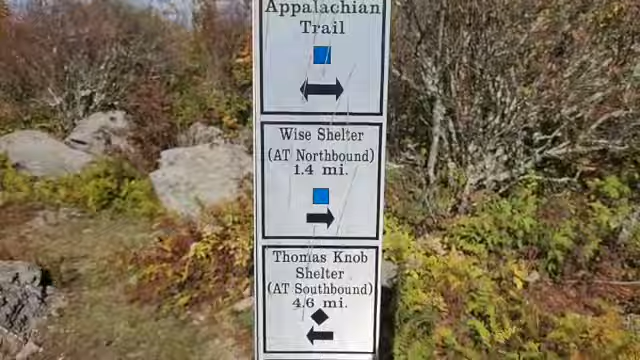 Appalachian
Trail
Wise Shelter
(AT Northbound)
1.4 mi.
Thomas Knob
Shelter
(AT Southbound)
4.6 mi.